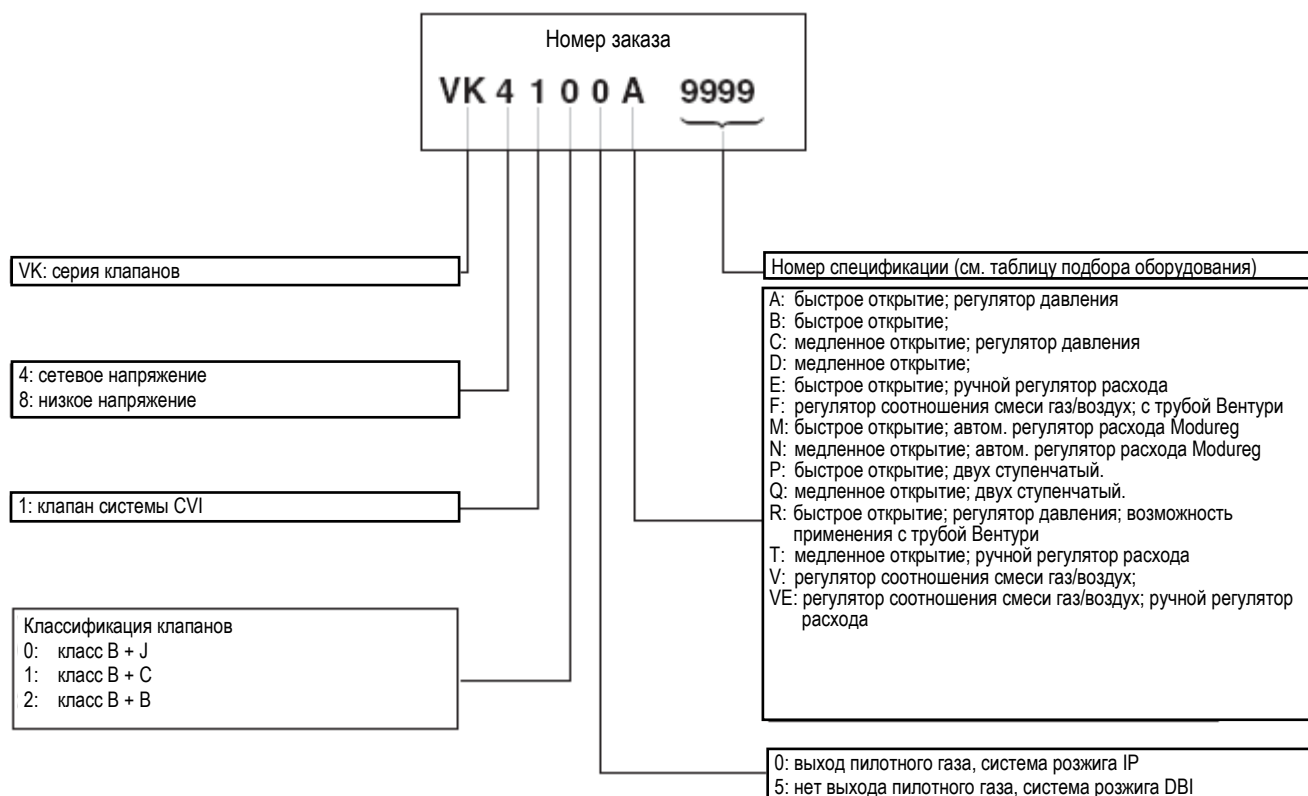 Номер заказа
VK 4 1 0 0 A 9999
VK: серия клапанов
4: сетевое напряжение
8: низкое напряжение
1: клапан системы CVI
Классификация клапанов
0: класс B + J
1: класс B + C
2: класс B + B
Номер спецификации (см. таблицу подбора оборудования)
A: быстрое открытие; регулятор давления
B: быстрое открытие;
C: медленное открытие; регулятор давления
D: медленное открытие;
E: быстрое открытие; ручной регулятор расхода
F: регулятор соотношения смеси газ/воздух; с трубой Вентури
M: быстрое открытие; автом. регулятор расхода Modureg
N: медленное открытие; автом. регулятор расхода Modureg
P: быстрое открытие; двух ступенчатый.
Q: медленное открытие; двух ступенчатый.
R: быстрое открытие; регулятор давления; возможность
применения с трубой Вентури
T: медленное открытие; ручной регулятор расхода
V: регулятор соотношения смеси газ/воздух;
VE: регулятор соотношения смеси газ/воздух; ручной регулятор
расхода
0: выход пилотного газа, система розжига IP
5: нет выхода пилотного газа, система розжига DBI